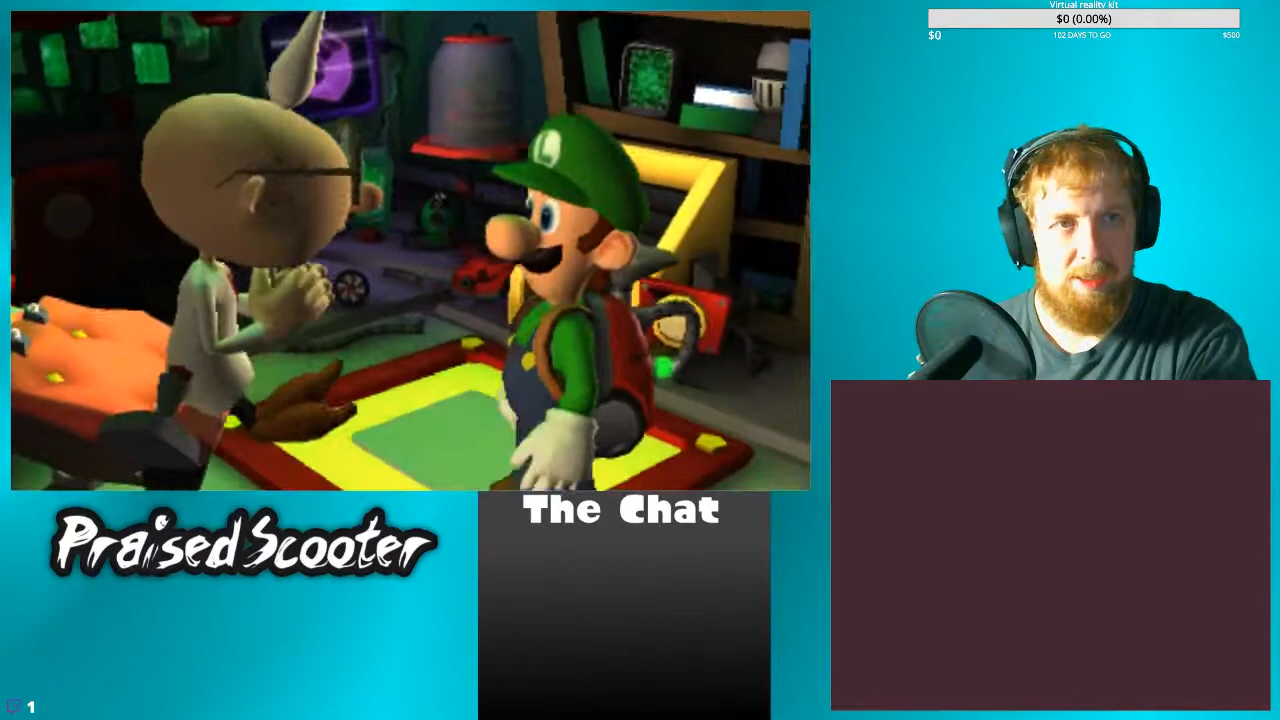 Virtual reality kit
$0 (0.00%)
$0 102 DAYS TO GO $500
L
PraisedScooter
The Chat
1